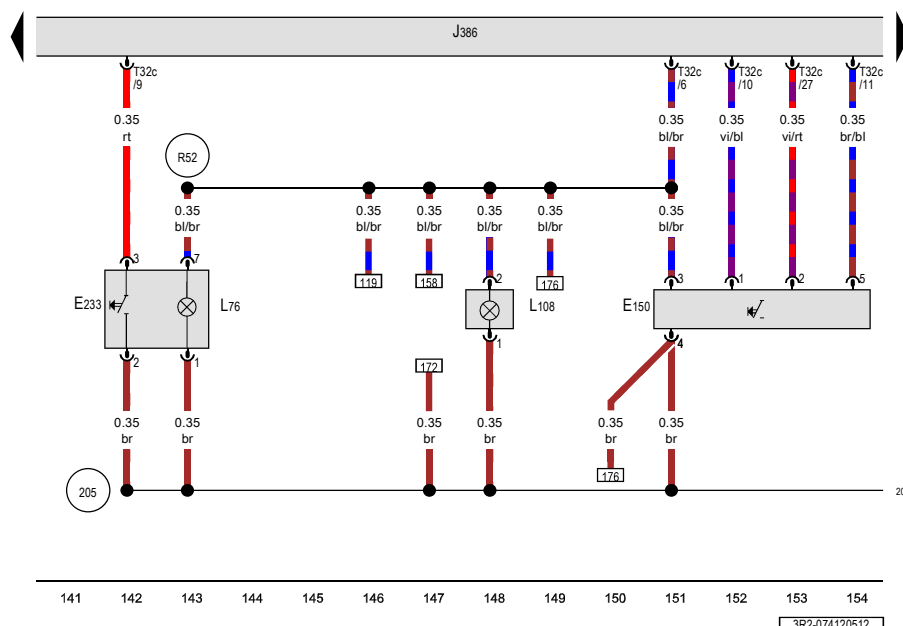 J386
T32c /9
T32c /6
T32c /10
T32c /27
T32c /11
0.35 rt
0.35 bl/br
0.35 vi/bl
0.35 vi/rt
0.35 br/bl
R52
0.35 bl/br
0.35 bl/br
0.35 bl/br
0.35 bl/br
0.35 bl/br
0.35 bl/br
3
7
119
158
2
176
3
1
2
5
E233
L76
L108
E150
2
1
1
4
172
0.35 br
0.35 br
0.35 br
0.35 br
0.35 br
0.35 br
176
205
20
141 142 143 144 145 146 147 148 149 150 151 152 153 154
3R2-074120512